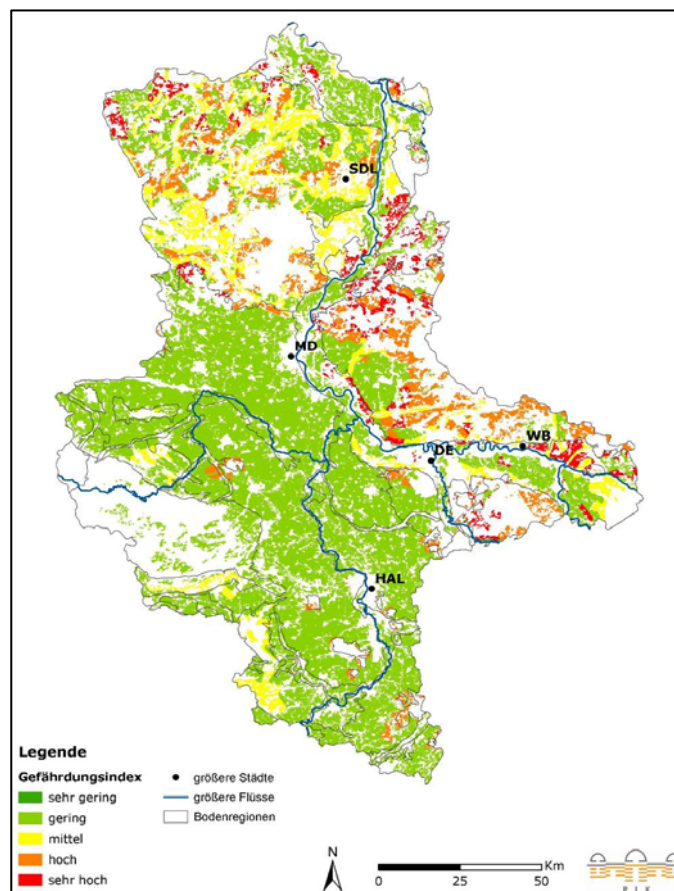 SDL
MD
WB
DE
HAL
Legende
Gefährdungsindex
sehr gering
gering
mittel
hoch
sehr hoch
größere Städte
größere Flüsse
Bodenregionen
N
Km
0 25 50
P I K